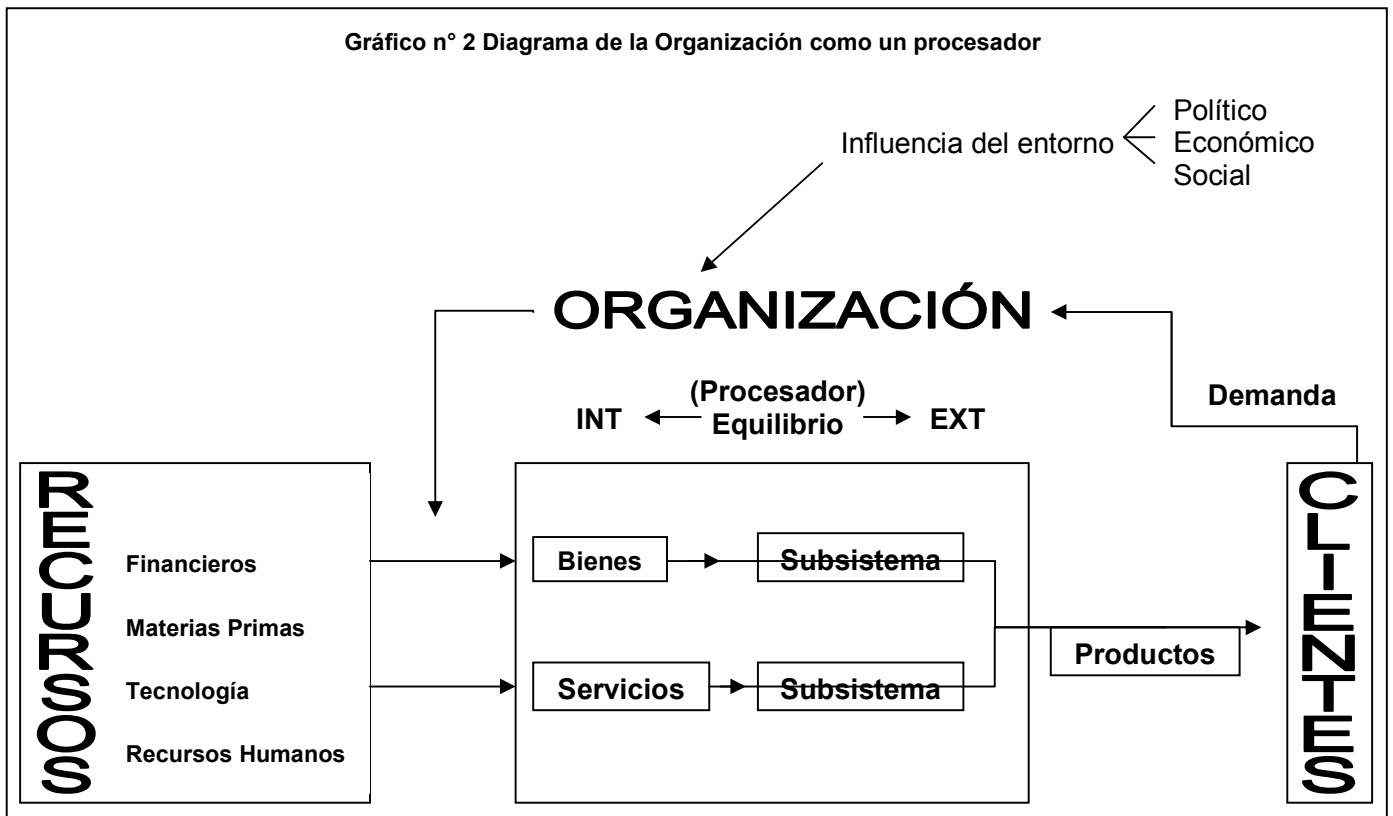 Gráfico n° 2 Diagrama de la Organización como un procesador
Influencia del entorno
Político
Económico
Social
ORGANIZACIÓN
(Procesador)
INT Equilibrio EXT
Demanda
RECURSOS
Financieros
Materias Primas
Tecnología
Recursos Humanos
Bienes
Subsistema
Servicios
Subsistema
Productos
CLIENTES